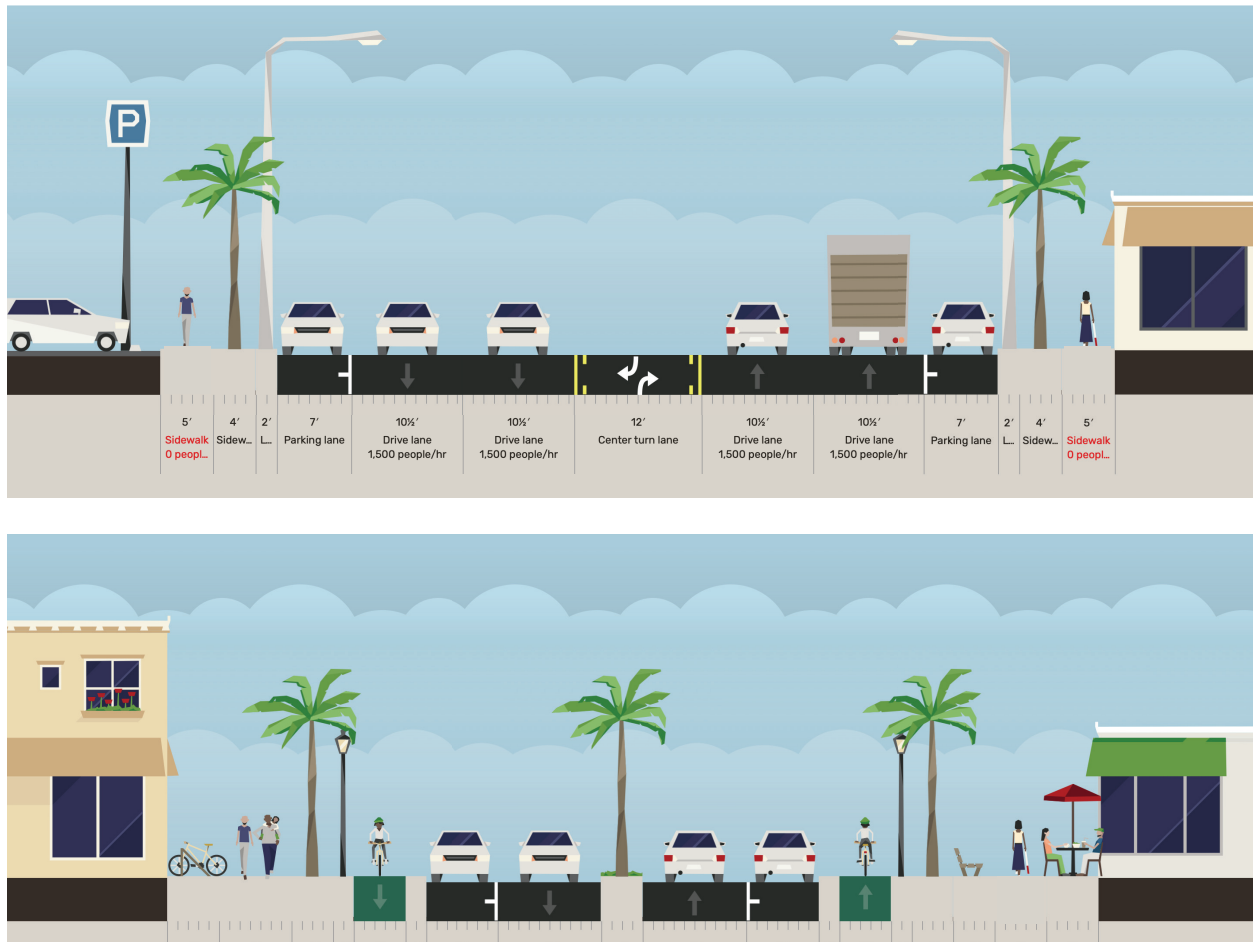 P
5′ 4′ 2′ 7′ 10½′ 10½′ 12′ 10½′ 10½′ 7′ 2′ 4′ 5′
Sidewalk Sidew... L... Parking lane Drive lane Drive lane Center turn lane Drive lane Drive lane Parking lane L... Sidew... Sidewalk
0 peopl... 1,500 people/hr 1,500 people/hr 1,500 people/hr 1,500 people/hr 0 peopl...